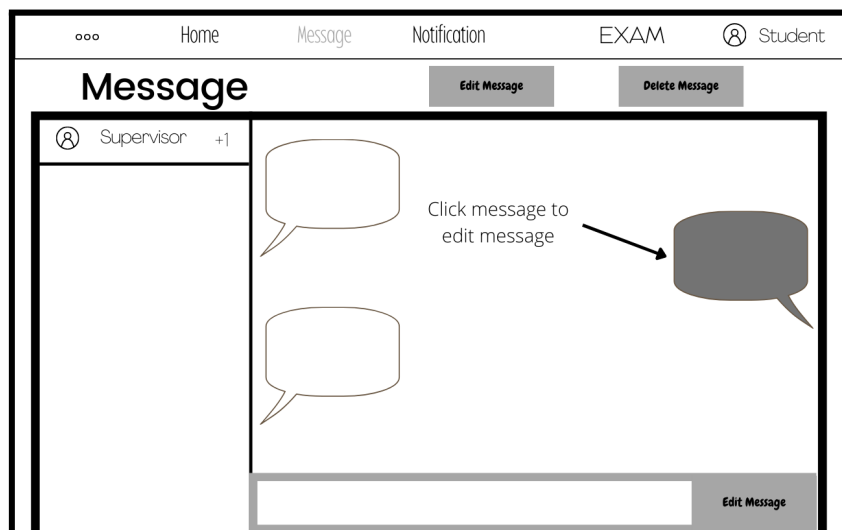 Home Message Notification EXAM Student
Message Edit Message Delete Message
Supervisor +1
Click message to
edit message
Edit Message